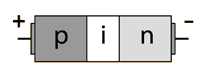 + p i n -